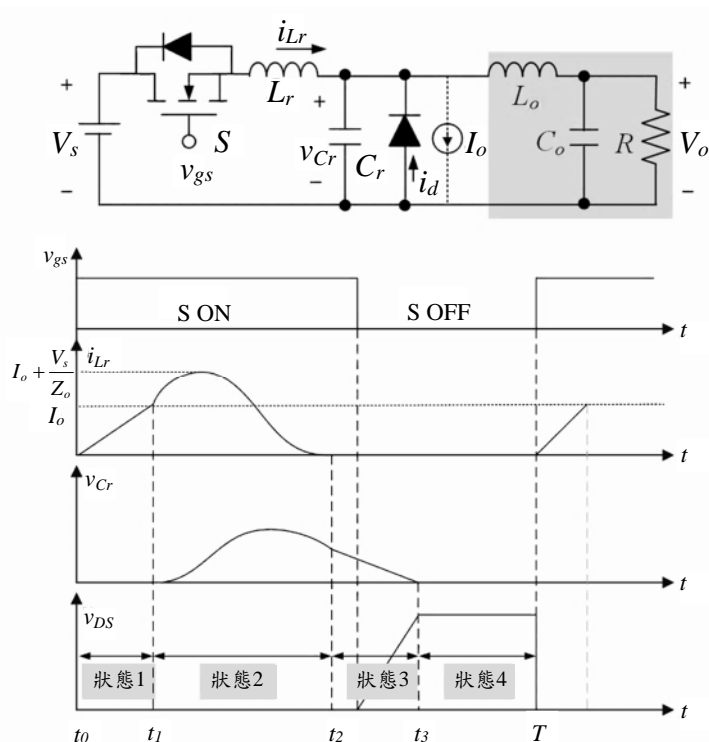 i_Lr
+ L_r + L_o +
V_s S v_Cr C_r I_o C_o R V_o
v_gs
− − i_d −
v_gs
S ON S OFF
t
I_o + V_s/Z_o i_Lr
I_o
t
v_Cr
t
v_DS
狀態1 狀態2 狀態3 狀態4
t
t_0 t_1 t_2 t_3 T